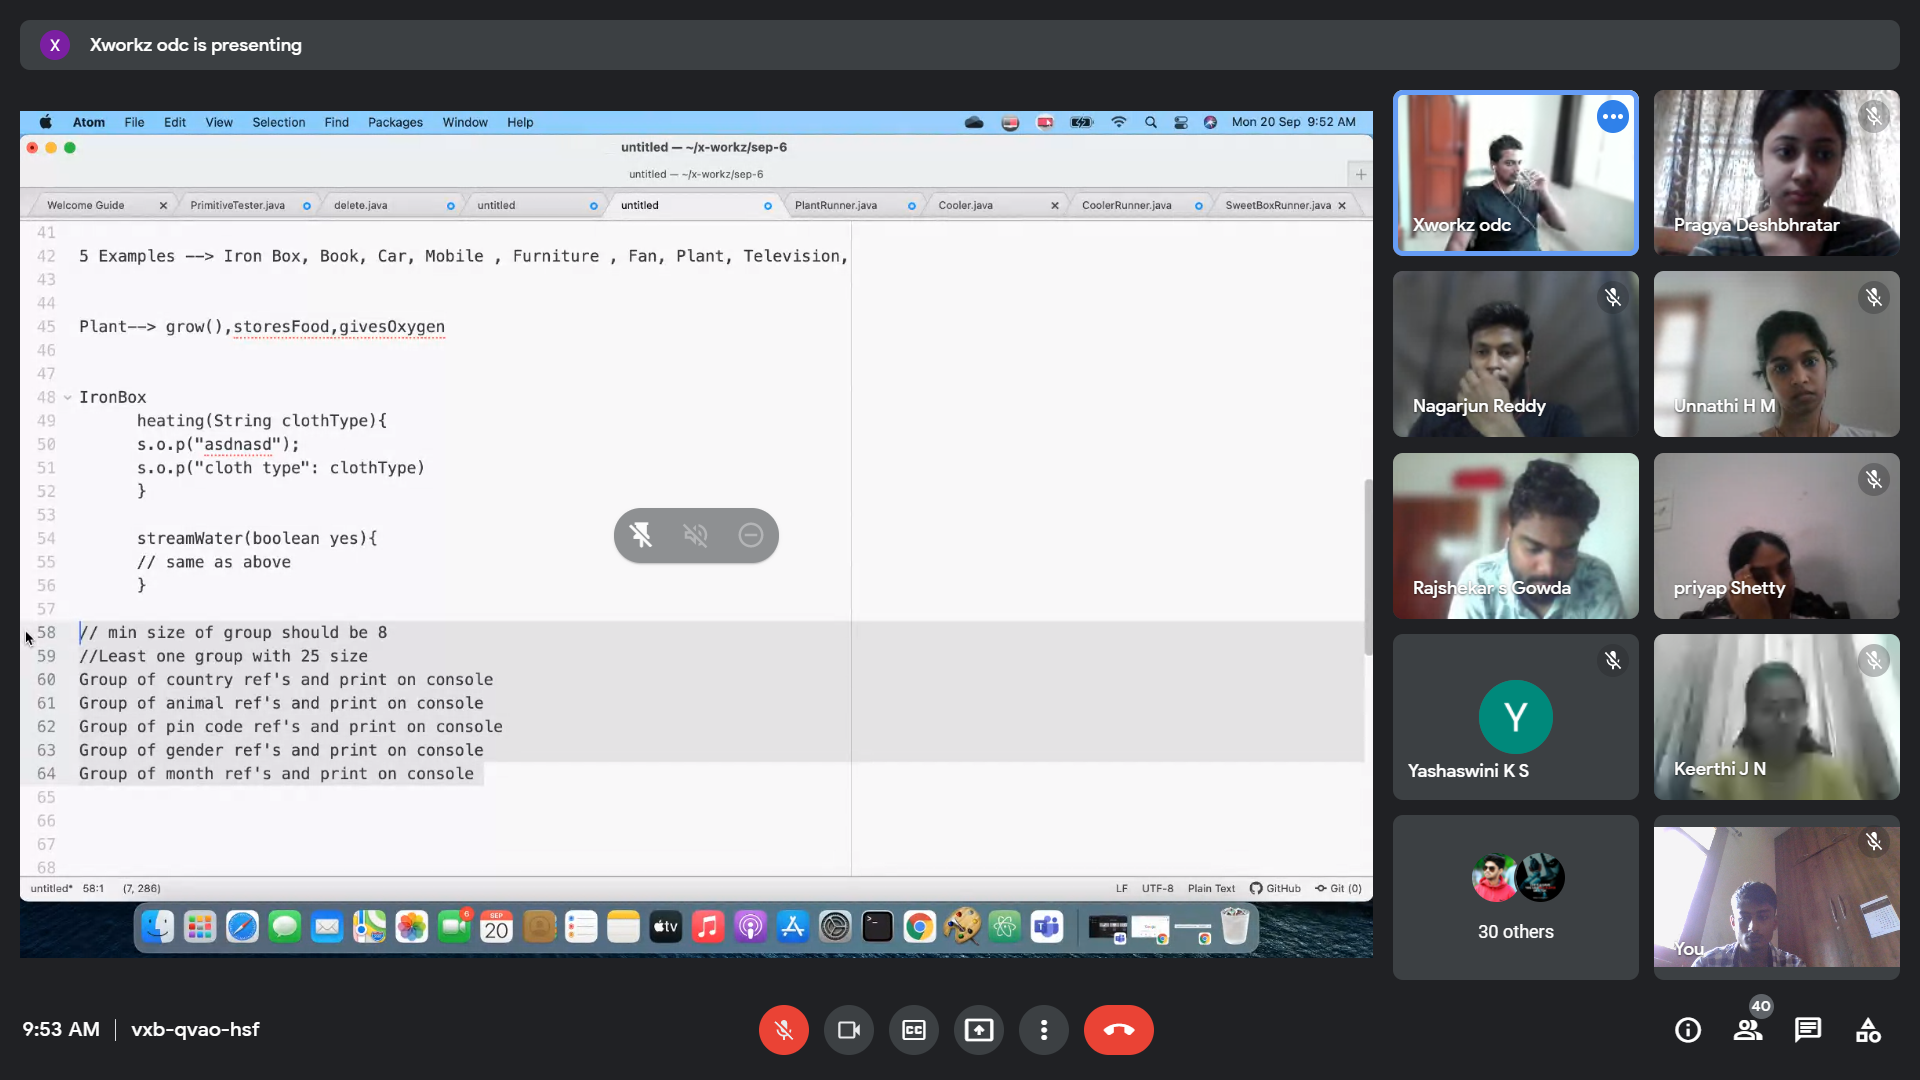 X Xworkz odc is presenting
Atom File Edit View Selection Find Packages Window Help Mon 20 Sep 9:52 AM
untitled — ~/x-workz/sep-6
untitled — ~/x-workz/sep-6
Welcome Guide PrimitiveTester.java delete.java untitled untitled PlantRunner.java Cooler.java CoolerRunner.java SweetBoxRunner.java
41
42 5 Examples --> Iron Box, Book, Car, Mobile , Furniture , Fan, Plant, Television,
43
44
45 Plant--> grow(),storesFood,givesOxygen
46
47
48 IronBox
49 heating(String clothType){
50 s.o.p("asdnasd");
51 s.o.p("cloth type": clothType)
52 }
53
54 streamWater(boolean yes){
55 // same as above
56 }
57
58 // min size of group should be 8
59 //Least one group with 25 size
60 Group of country ref's and print on console
61 Group of animal ref's and print on console
62 Group of pin code ref's and print on console
63 Group of gender ref's and print on console
64 Group of month ref's and print on console
65
66
67
68
untitled* 58:1 (7, 286) LF UTF-8 Plain Text GitHub Git (0)
6
SEP
20
tv
Xworkz odc
Pragya Deshbhratar
Nagarjun Reddy
Unnathi H M
Rajshekar s Gowda
priyap Shetty
Y
Yashaswini K S
Keerthi J N
30 others
You
9:53 AM | vxb-qvao-hsf
CC
40